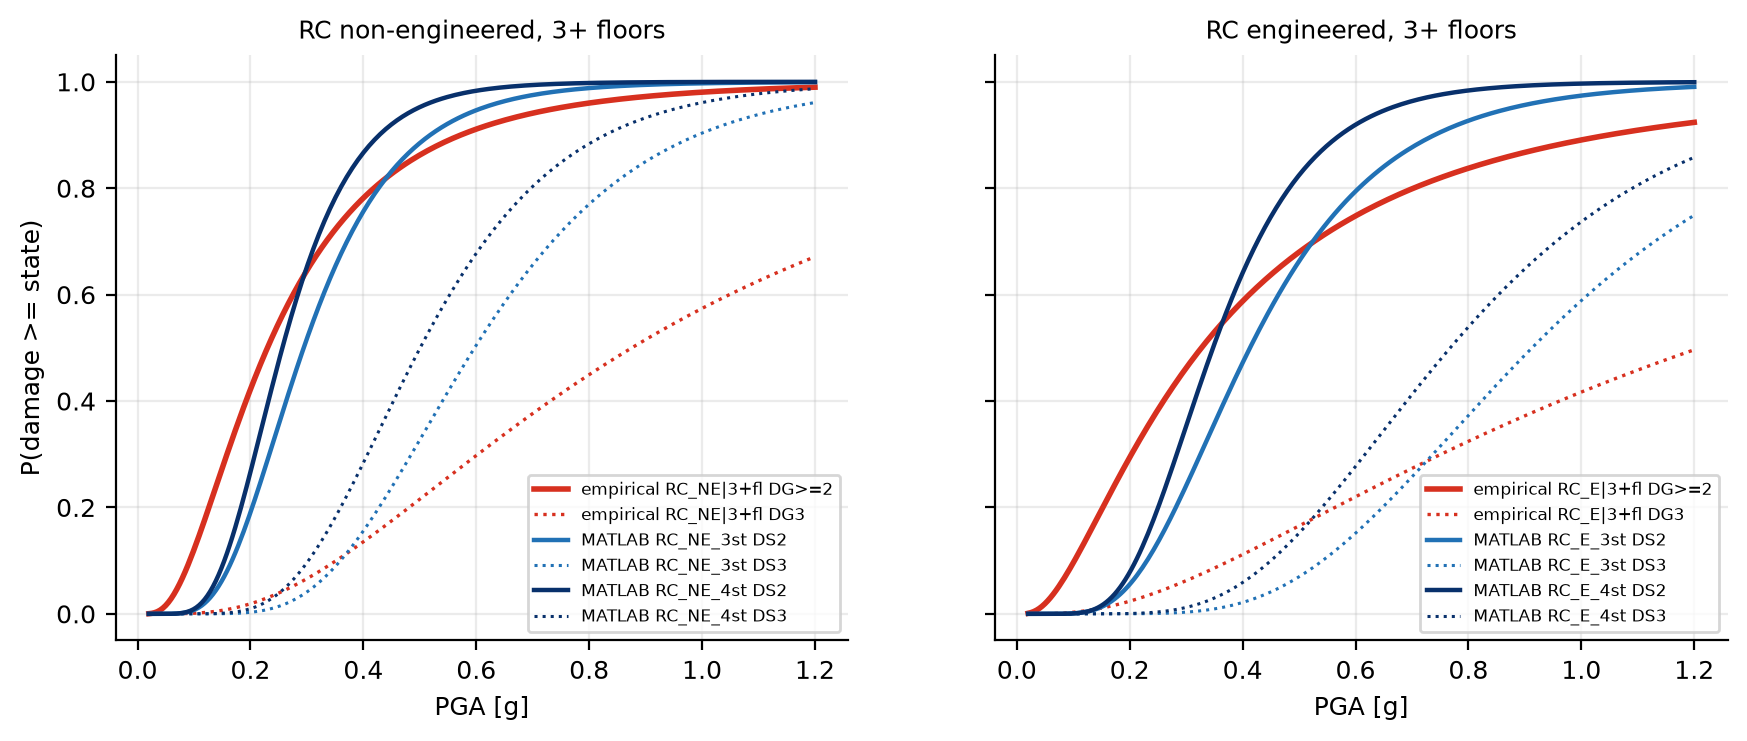 RC non-engineered, 3+ floors
P(damage >= state)
1.0
0.8
0.6
0.4
0.2
0.0
empirical RC_NE|3+fl DG>=2
empirical RC_NE|3+fl DG3
MATLAB RC_NE_3st DS2
MATLAB RC_NE_3st DS3
MATLAB RC_NE_4st DS2
MATLAB RC_NE_4st DS3
0.0 0.2 0.4 0.6 0.8 1.0 1.2
PGA [g]
RC engineered, 3+ floors
empirical RC_E|3+fl DG>=2
empirical RC_E|3+fl DG3
MATLAB RC_E_3st DS2
MATLAB RC_E_3st DS3
MATLAB RC_E_4st DS2
MATLAB RC_E_4st DS3
0.0 0.2 0.4 0.6 0.8 1.0 1.2
PGA [g]